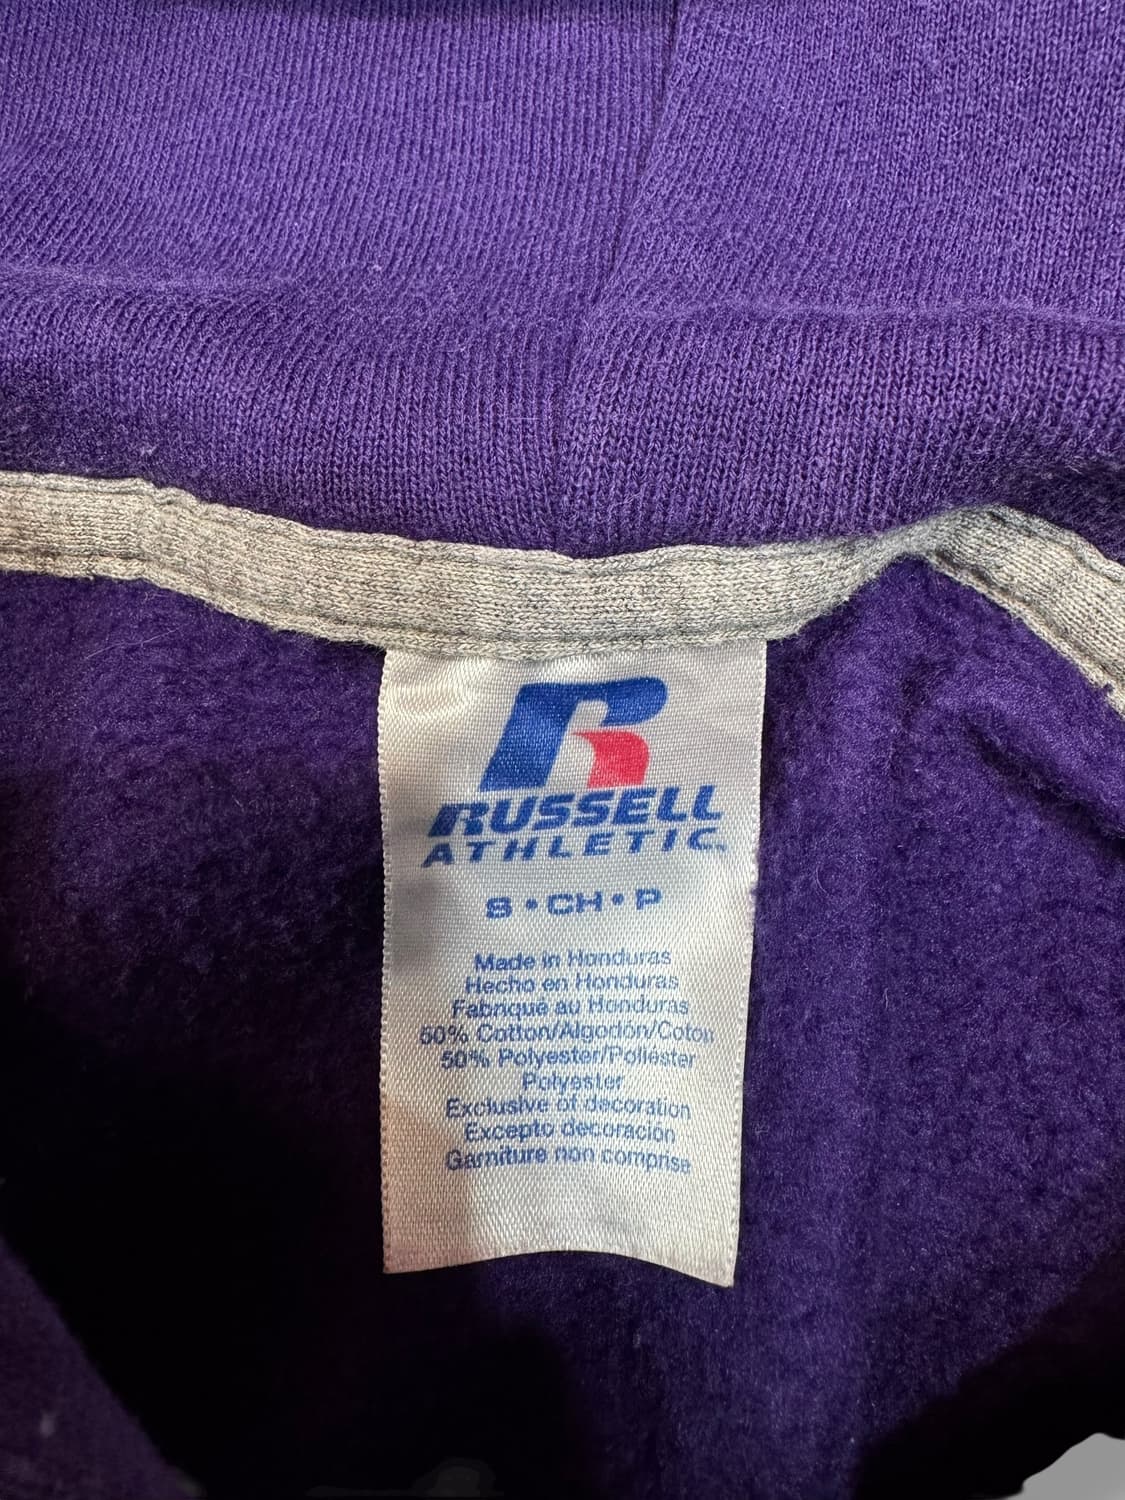 R
RUSSELL
ATHLETIC
S•CH•P
Made in Honduras
Hecho en Honduras
Fabriqué au Honduras
50% Cotton/Algodón/Coton
50% Polyester/Poliéster
Polyester
Exclusive of decoration
Excepto decoración
Garniture non comprise